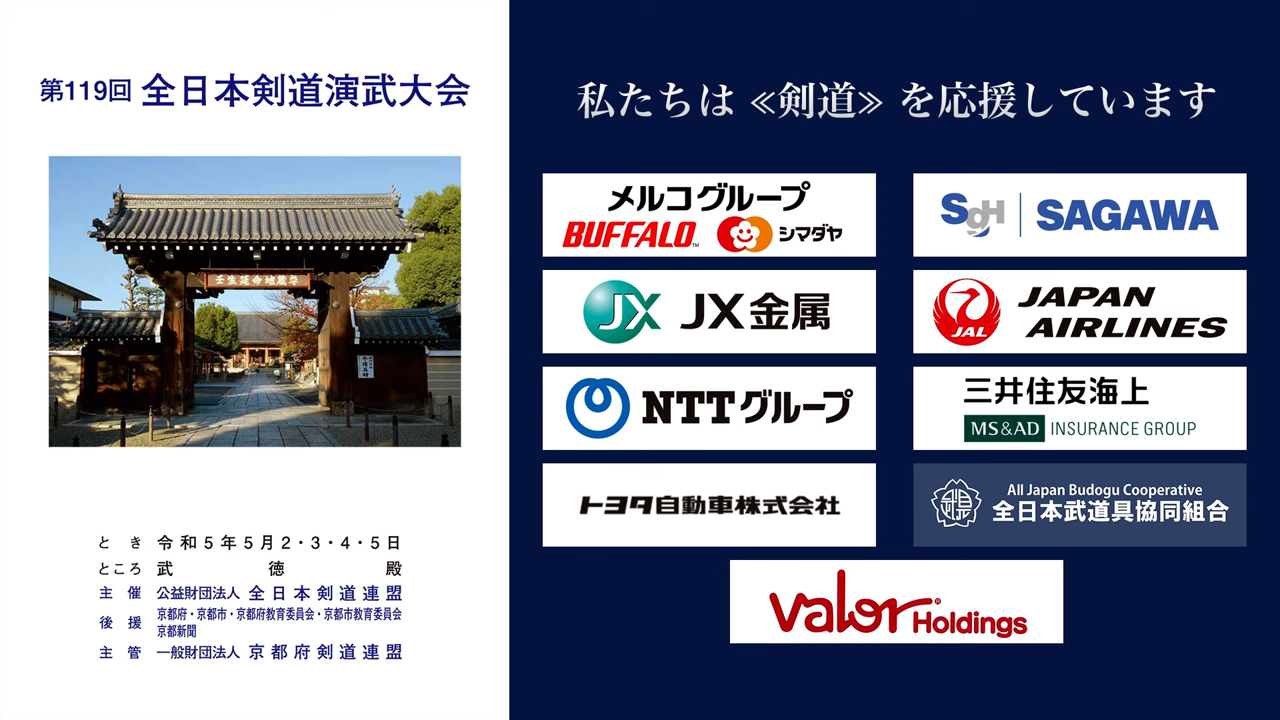 第119回 全日本剣道演武大会
壬生延命地蔵尊
とき 令和5年5月2・3・4・5日
ところ 武徳殿
主催 公益財団法人 全日本剣道連盟
後援 京都府・京都市・京都府教育委員会・京都市教育委員会
京都新聞
主管 一般財団法人 京都府剣道連盟
私たちは ≪剣道≫ を応援しています
メルコグループ
BUFFALO™ シマダヤ
SGH SAGAWA
JX JX金属
JAL JAPAN AIRLINES
NTTグループ
三井住友海上
MS&AD INSURANCE GROUP
トヨタ自動車株式会社
All Japan Budogu Cooperative
全日本武道具協同組合
valor® Holdings